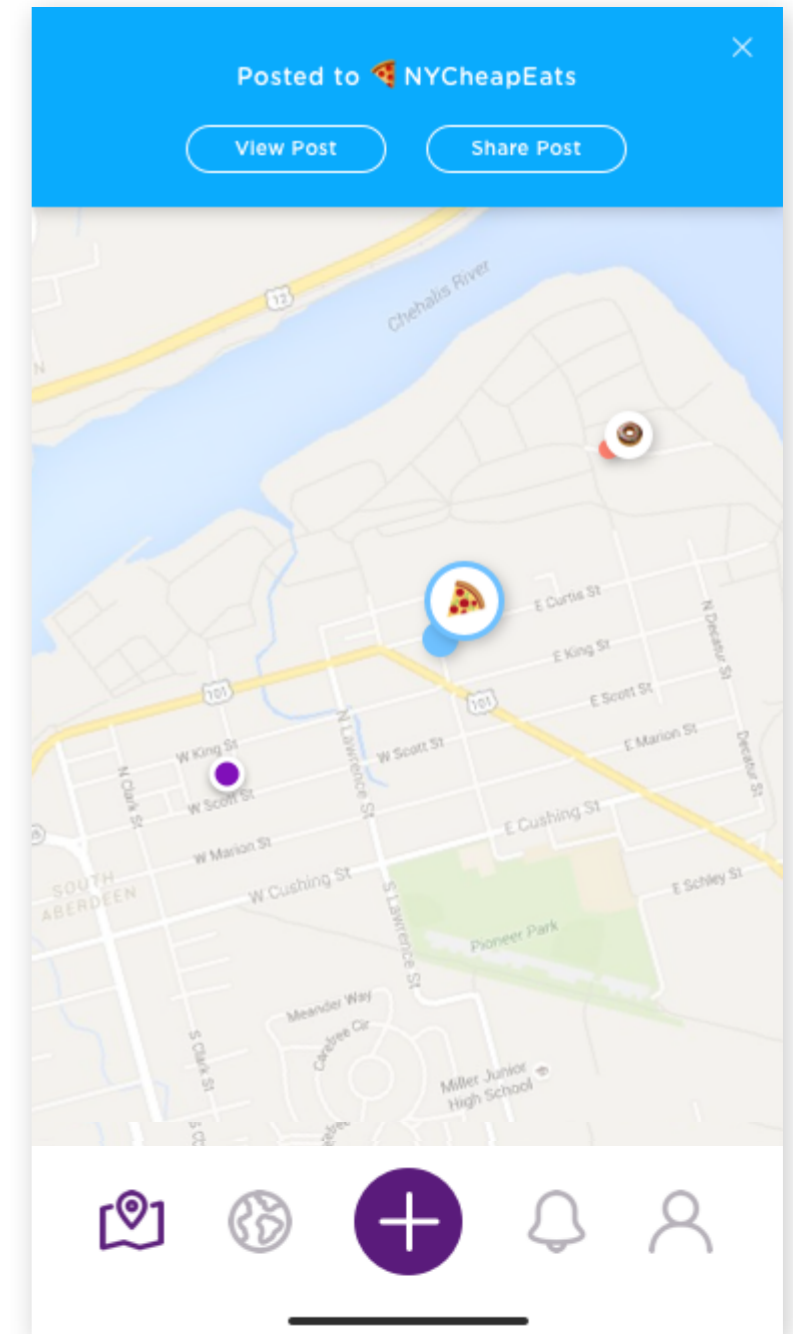 Posted to 🍕 NYCheapEats
View Post
Share Post
12
Chehalis River
N
E Curtis St
N Decatur St
E King St
E Scott St
101
101
N Lawrence St
W Scott St
E Marion St
Decatur St
W King St
N Clark St
W Scott St
E Cushing St
W Marion St
SOUTH
ABERDEEN
W Cushing St
S Lawrence St
E Schley St
Pioneer Park
Meander Way
Carefree Cir
S Clark St
Miller Junior
High School